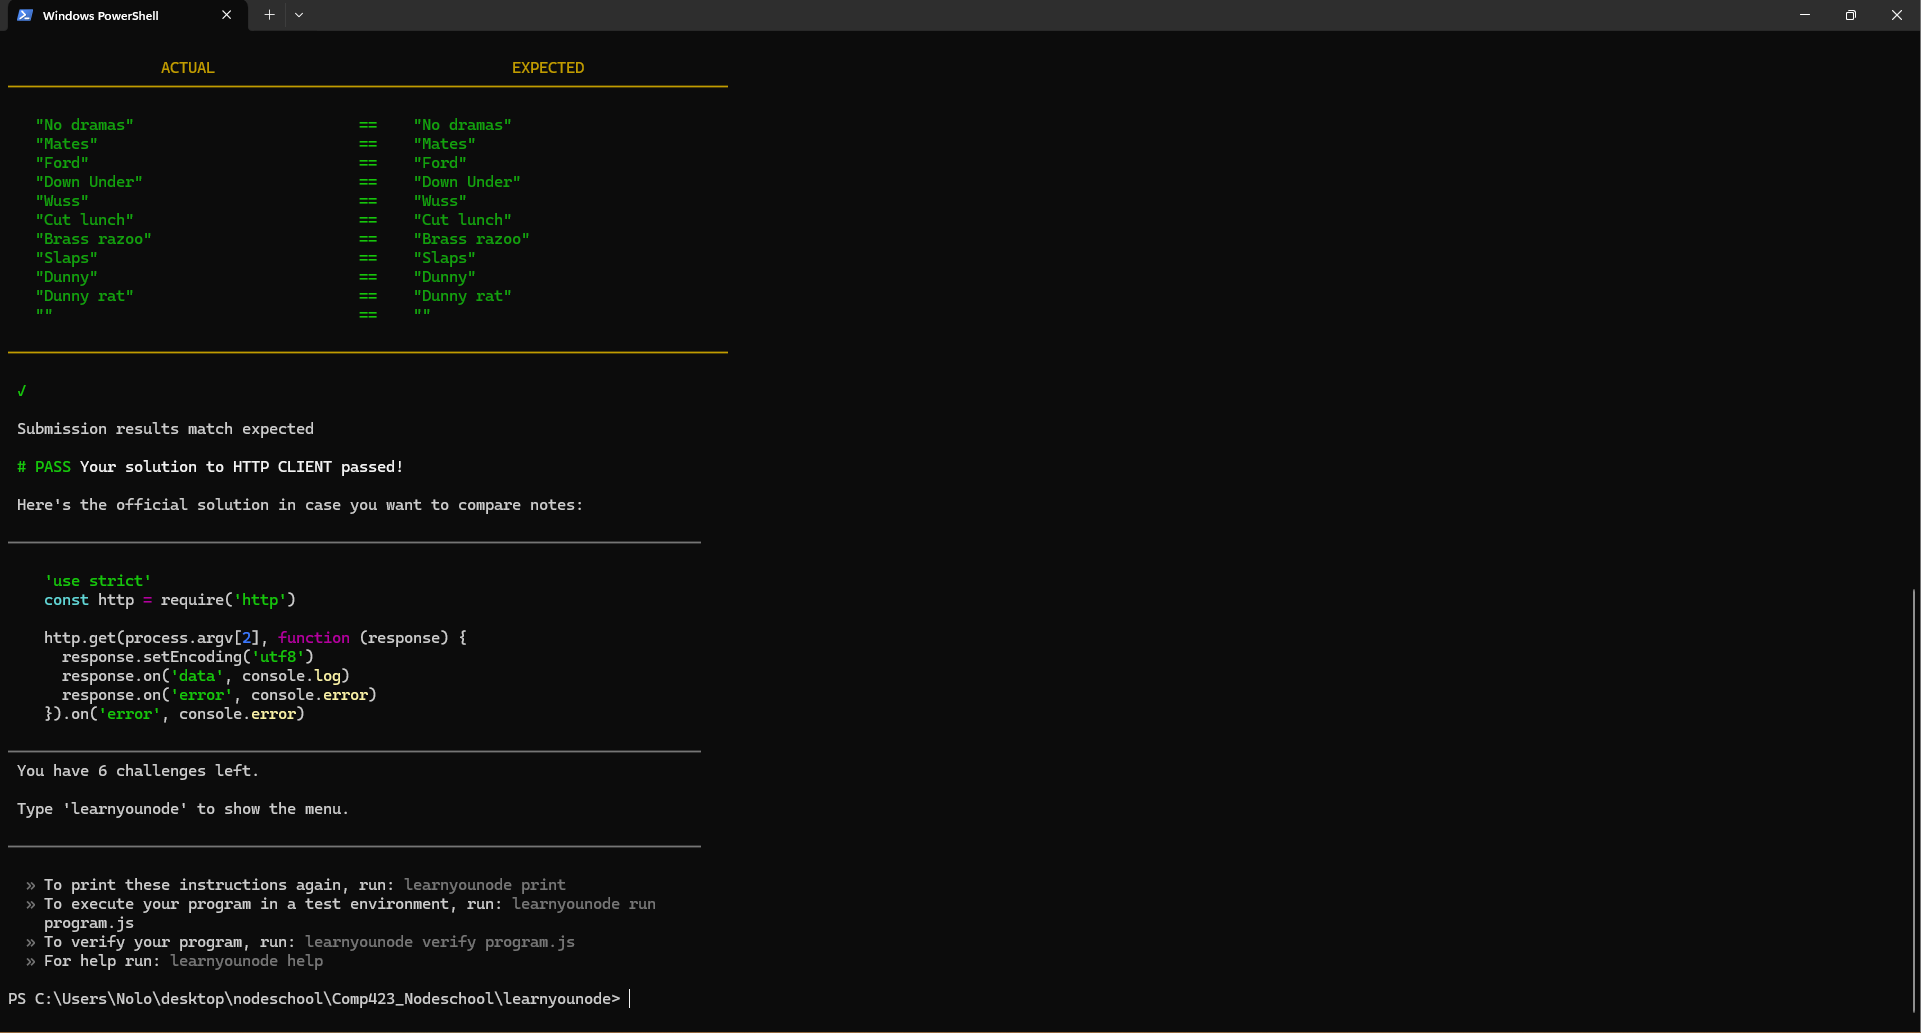 Windows PowerShell
ACTUAL EXPECTED
"No dramas" == "No dramas"
"Mates" == "Mates"
"Ford" == "Ford"
"Down Under" == "Down Under"
"Wuss" == "Wuss"
"Cut lunch" == "Cut lunch"
"Brass razoo" == "Brass razoo"
"Slaps" == "Slaps"
"Dunny" == "Dunny"
"Dunny rat" == "Dunny rat"
"" == ""
✓
Submission results match expected
# PASS Your solution to HTTP CLIENT passed!
Here's the official solution in case you want to compare notes:
'use strict'
const http = require('http')
http.get(process.argv[2], function (response) {
response.setEncoding('utf8')
response.on('data', console.log)
response.on('error', console.error)
}).on('error', console.error)
You have 6 challenges left.
Type 'learnyounode' to show the menu.
» To print these instructions again, run: learnyounode print
» To execute your program in a test environment, run: learnyounode run
program.js
» To verify your program, run: learnyounode verify program.js
» For help run: learnyounode help
PS C:\Users\Nolo\desktop\nodeschool\Comp423_Nodeschool\learnyounode>